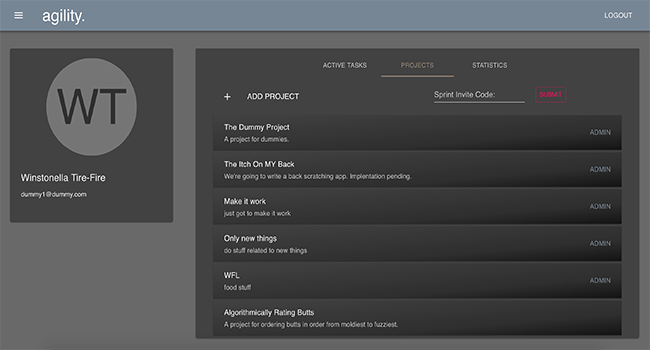 agility.
LOGOUT
WT
Winstonella Tire-Fire
dummy1@dummy.com
ACTIVE TASKS PROJECTS STATISTICS
+ ADD PROJECT Sprint Invite Code: SUBMIT
The Dummy Project
A project for dummies.
ADMIN
The Itch On MY Back
We're going to write a back scratching app. Implentation pending.
ADMIN
Make it work
just got to make it work
ADMIN
Only new things
do stuff related to new things
ADMIN
WFL
food stuff
ADMIN
Algorithmically Rating Butts
A project for ordering butts in order from moldiest to fuzziest.